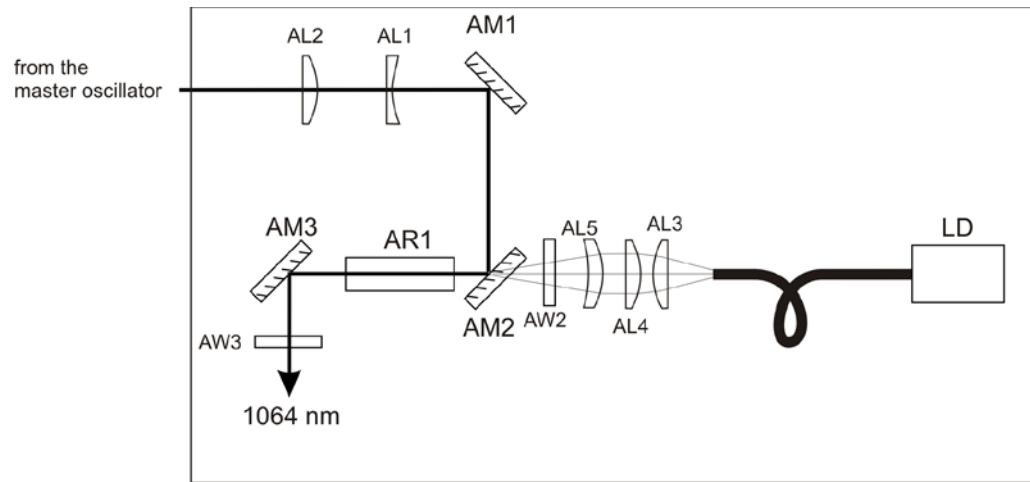 AM1
AL2
AL1
from the
master oscillator
AM3
AR1
AL5
AL3
LD
AM2
AW2
AL4
AW3
1064 nm